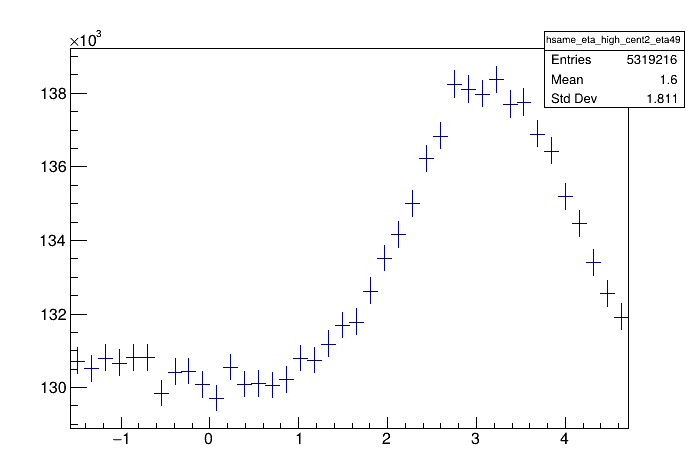 ×10³
hsame_eta_high_cent2_eta49
Entries 5319216
Mean 1.6
Std Dev 1.811
138
136
134
132
130
−1 0 1 2 3 4